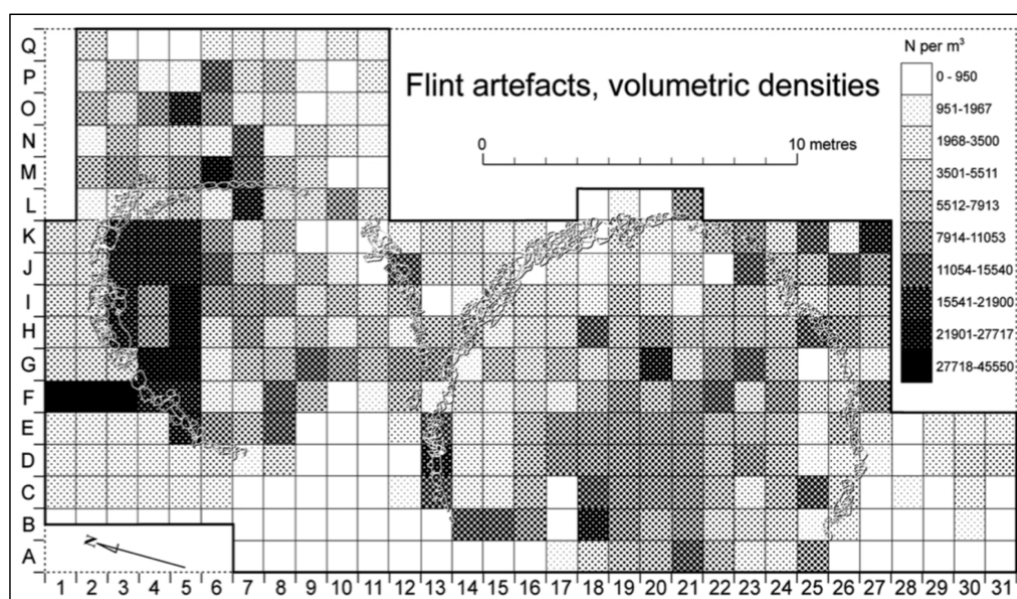 Flint artefacts, volumetric densities
0 10 metres
N per m³
0 - 950
951-1967
1968-3500
3501-5511
5512-7913
7914-11053
11054-15540
15541-21900
21901-27717
27718-45550
Q
P
O
N
M
L
K
J
I
H
G
F
E
D
C
B
A
N
1 2 3 4 5 6 7 8 9 10 11 12 13 14 15 16 17 18 19 20 21 22 23 24 25 26 27 28 29 30 31